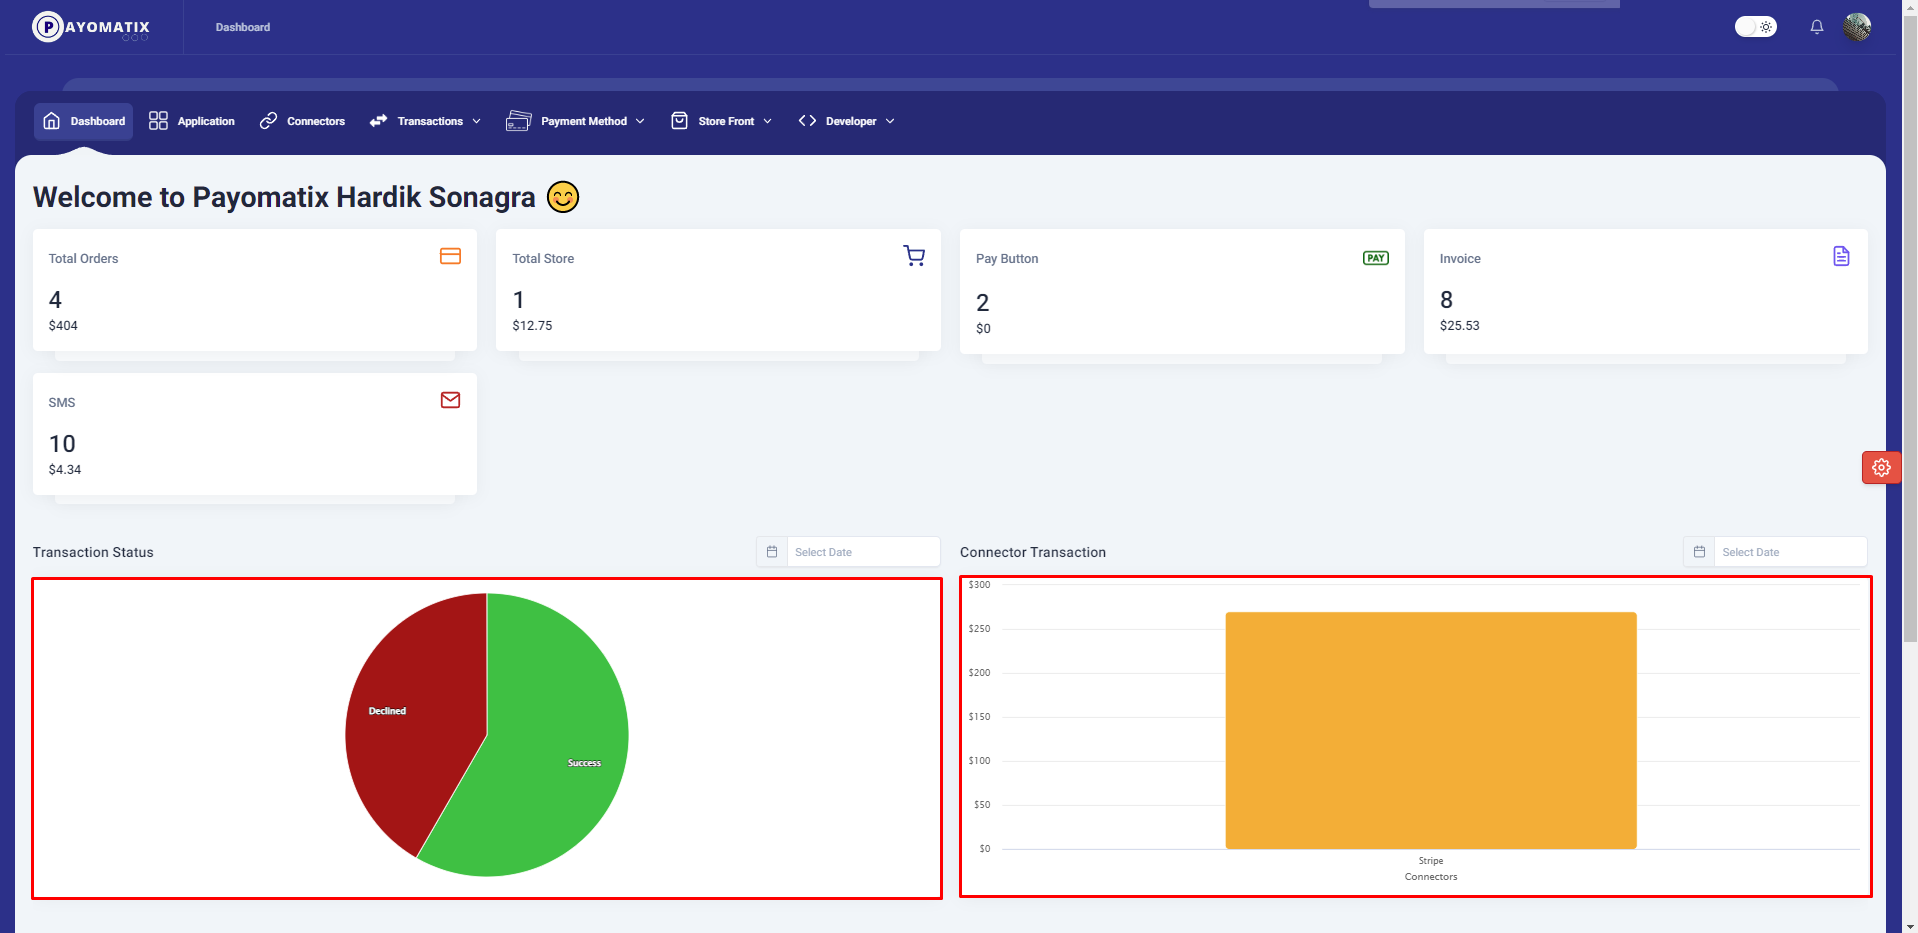 PAYOMATIX
Dashboard
Dashboard
Application
Connectors
Transactions
Payment Method
Store Front
Developer
Welcome to Payomatix Hardik Sonagra 😊
Total Orders
4
$404
Total Store
1
$12.75
Pay Button
PAY
2
$0
Invoice
8
$25.53
SMS
10
$4.34
Transaction Status
Select Date
Declined
Success
Connector Transaction
Select Date
$300
$250
$200
$150
$100
$50
$0
Stripe
Connectors